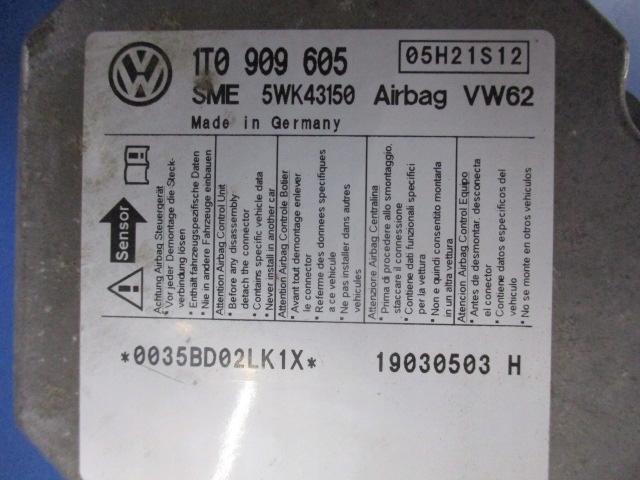 VW
1T0 909 605
05H21S12
SME 5WK43150 Airbag VW62
Made in Germany
Sensor
Achtung Airbag Steuergerät
* Vor jeder Demontage die Steck-
verbindung lösen
* Enthält fahrzeugspezifische Daten
* Nie in andere Fahrzeuge einbauen
Attention Airbag Control Unit
* Before any disassembly
detach the connector
* Contains specific vehicle data
* Never install in another car
Attention Airbag Controle Boitier
* Avant tout demontage enlever
le connector
* Referme des donnees specifiques
a ce vehicule
* Ne pas installer dans autres
vehicules
Attenzione Airbag Centralina
* Prima di procedere allo smontaggio,
staccare il connessione
* Contiene dati funzionali specifici
per la vettura
* Non e quindi consentito montarla
in un altra vettura
Atencion Airbag Control Equipo
* Antes de desmontar, desconecta
el conector
* Contiene datos especificos del
vehiculo
* No se monte en otros vehiculos
*0035BD02LK1X*
19030503 H